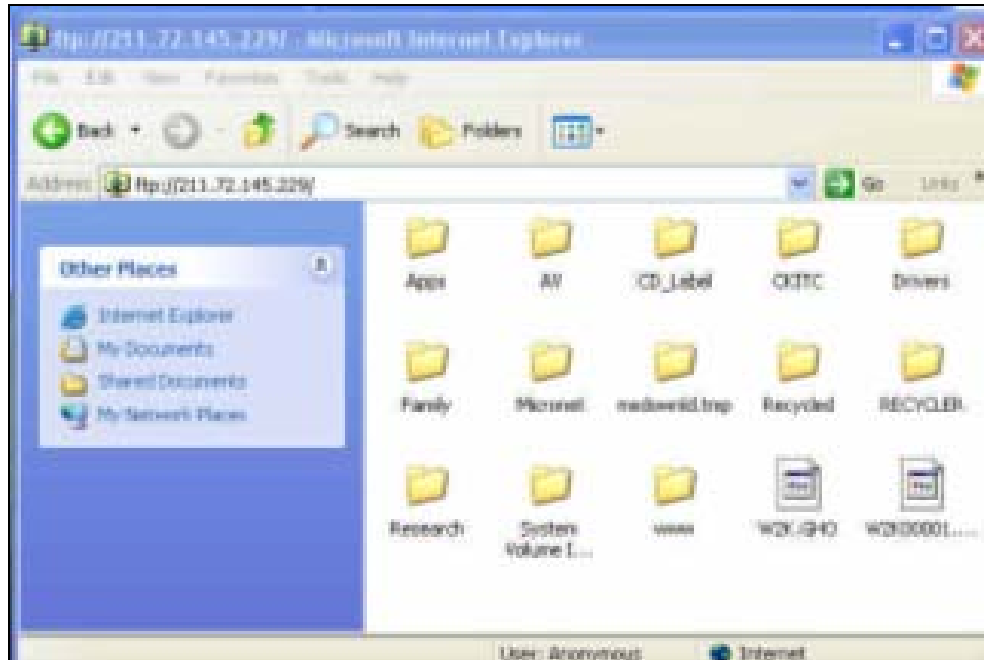 ftp://211.72.145.229/ - Microsoft Internet Explorer
File Edit View Favorites Tools Help
Back Search Folders
Address ftp://211.72.145.229/ Go Links
Other Places
Internet Explorer
My Documents
Shared Documents
My Network Places
Apps AV CD_Label Drivers
Family Micronet Recycled RECYCLER
Research System Volume I... www W2K.GHO W2K00001....
User: Anonymous Internet